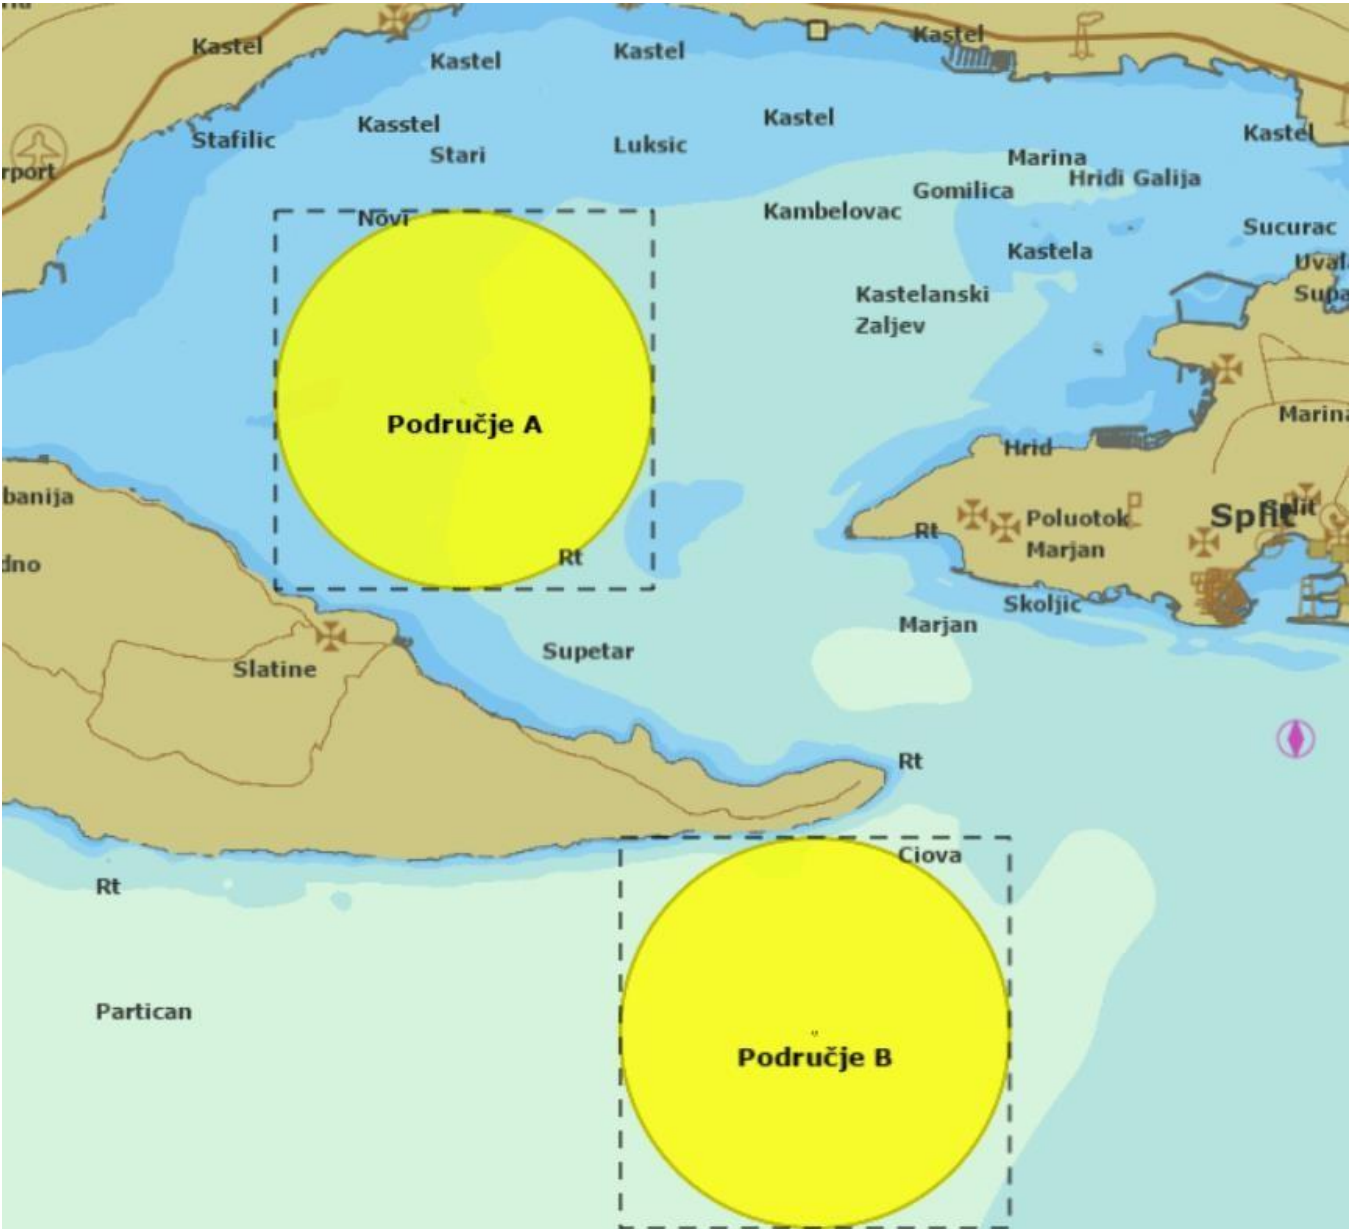 Kastel
Kastel
Kastel
Kastel
Stafilic
Kasstel
Stari
Luksic
Kastel
Kastel
Marina
Hridi Galija
Gomilica
Novi
Kambelovac
Sucurac
Kastela
Uval
Supa
Kastelanski
Zaljev
rport
Područje A
Marina
Hrid
banija
Split
Split
Rt
Poluotok
Marjan
Rt
dno
Skoljic
Marjan
Supetar
Slatine
Rt
Ciova
Rt
Partican
Područje B